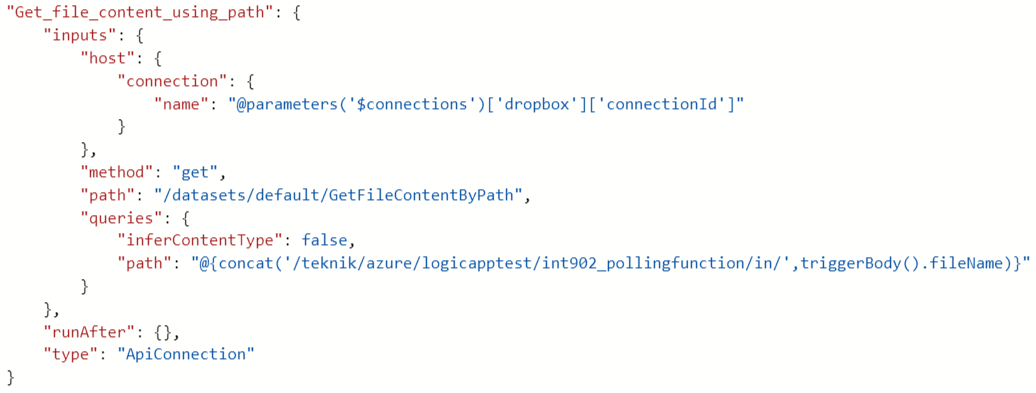 "Get_file_content_using_path": {
    "inputs": {
        "host": {
            "connection": {
                "name": "@parameters('$connections')['dropbox']['connectionId']"
            }
        },
        "method": "get",
        "path": "/datasets/default/GetFileContentByPath",
        "queries": {
            "inferContentType": false,
            "path": "@{concat('/teknik/azure/logicapptest/int902_pollingfunction/in/',triggerBody().fileName)}"
        }
    },
    "runAfter": {},
    "type": "ApiConnection"
}